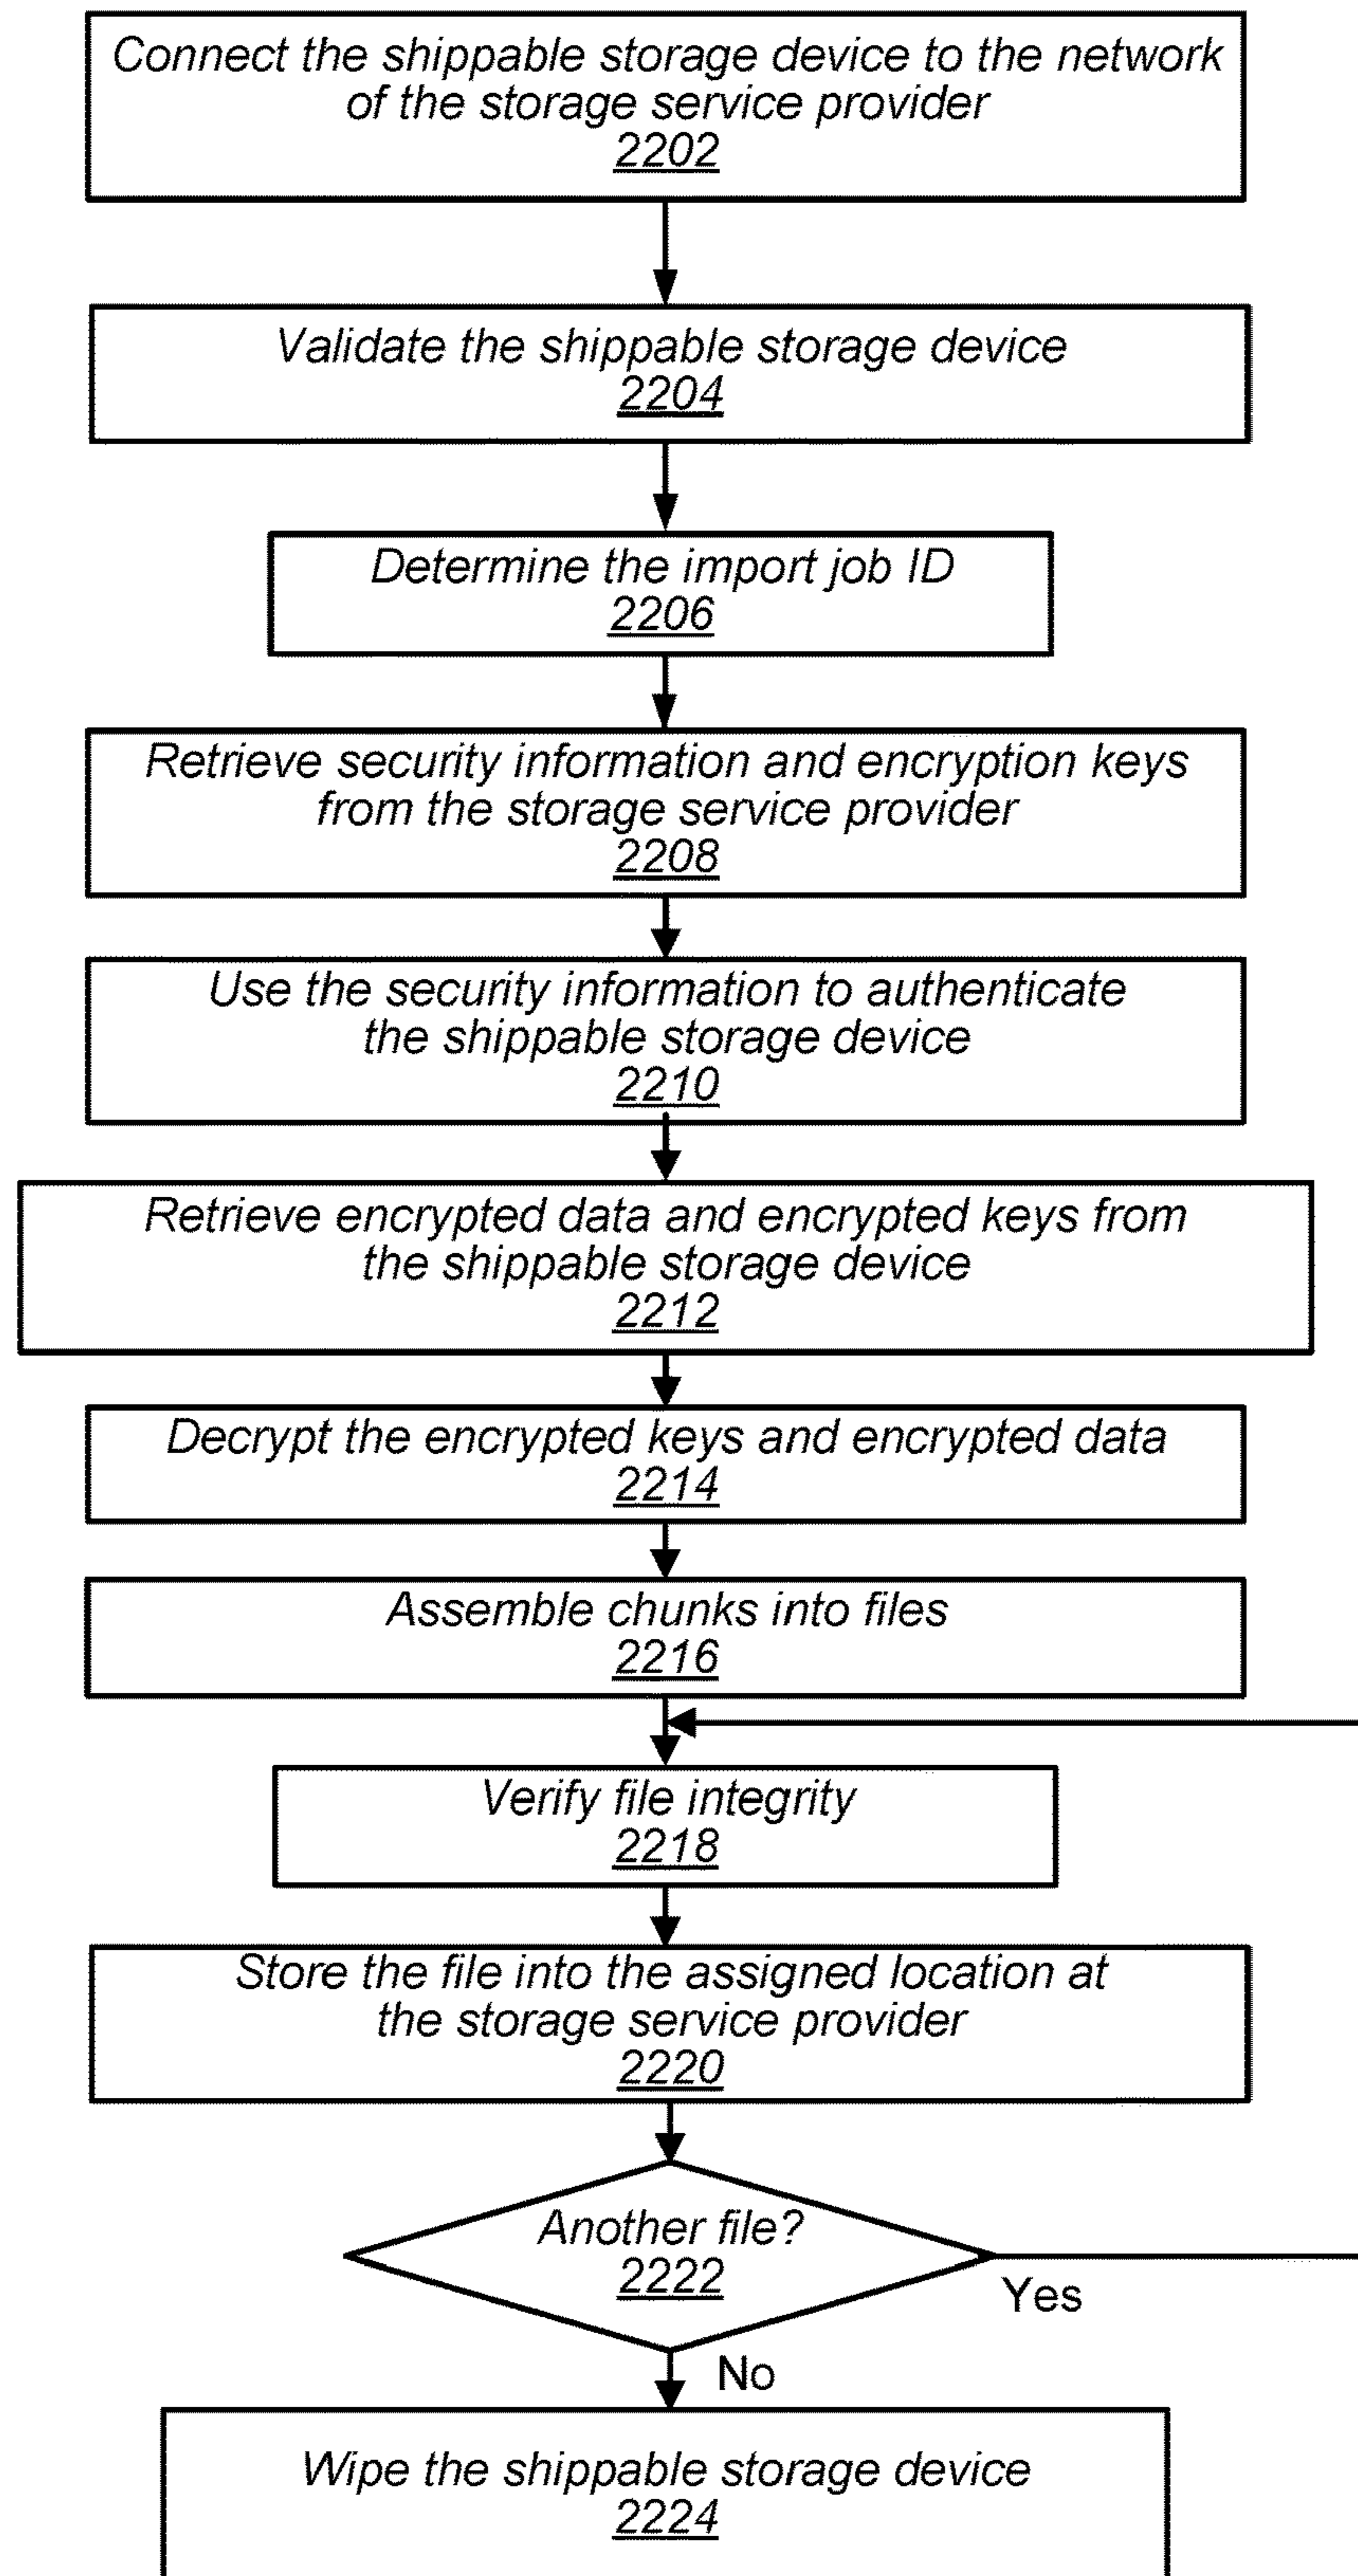 Connect the shippable storage device to the network
of the storage service provider
2202
Validate the shippable storage device
2204
Determine the import job ID
2206
Retrieve security information and encryption keys
from the storage service provider
2208
Use the security information to authenticate
the shippable storage device
2210
Retrieve encrypted data and encrypted keys from
the shippable storage device
2212
Decrypt the encrypted keys and encrypted data
2214
Assemble chunks into files
2216
Verify file integrity
2218
Store the file into the assigned location at
the storage service provider
2220
Another file?
2222
Yes
No
Wipe the shippable storage device
2224